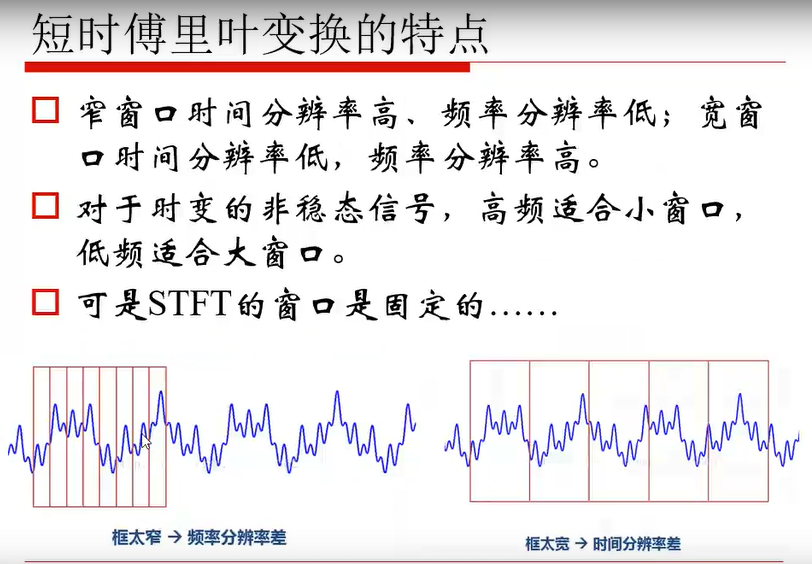 短时傅里叶变换的特点
窄窗口时间分辨率高、频率分辨率低；宽窗
口时间分辨率低，频率分辨率高。
对于时变的非稳态信号，高频适合小窗口，
低频适合大窗口。
可是STFT的窗口是固定的……
框太窄 → 频率分辨率差
框太宽 → 时间分辨率差